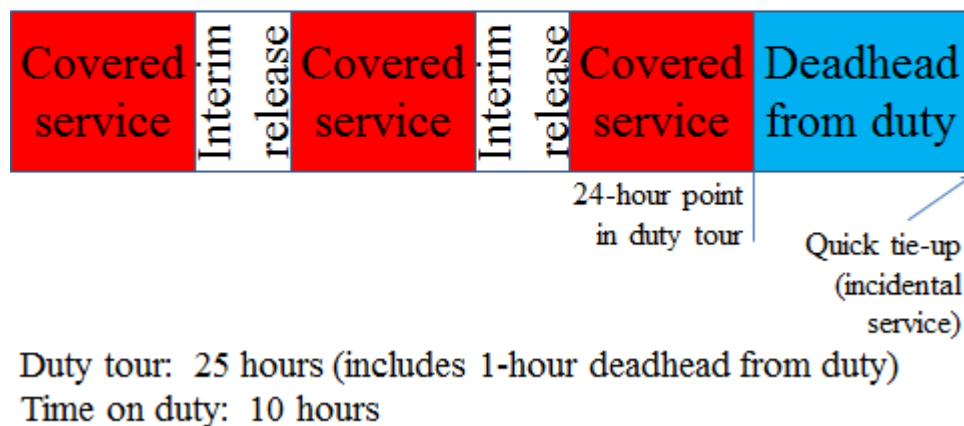 Covered
service
Interim
release
Covered
service
Interim
release
Covered
service
Deadhead
from duty
24-hour point
in duty tour
Quick tie-up
(incidental
service)
Duty tour:  25 hours (includes 1-hour deadhead from duty)
Time on duty:  10 hours